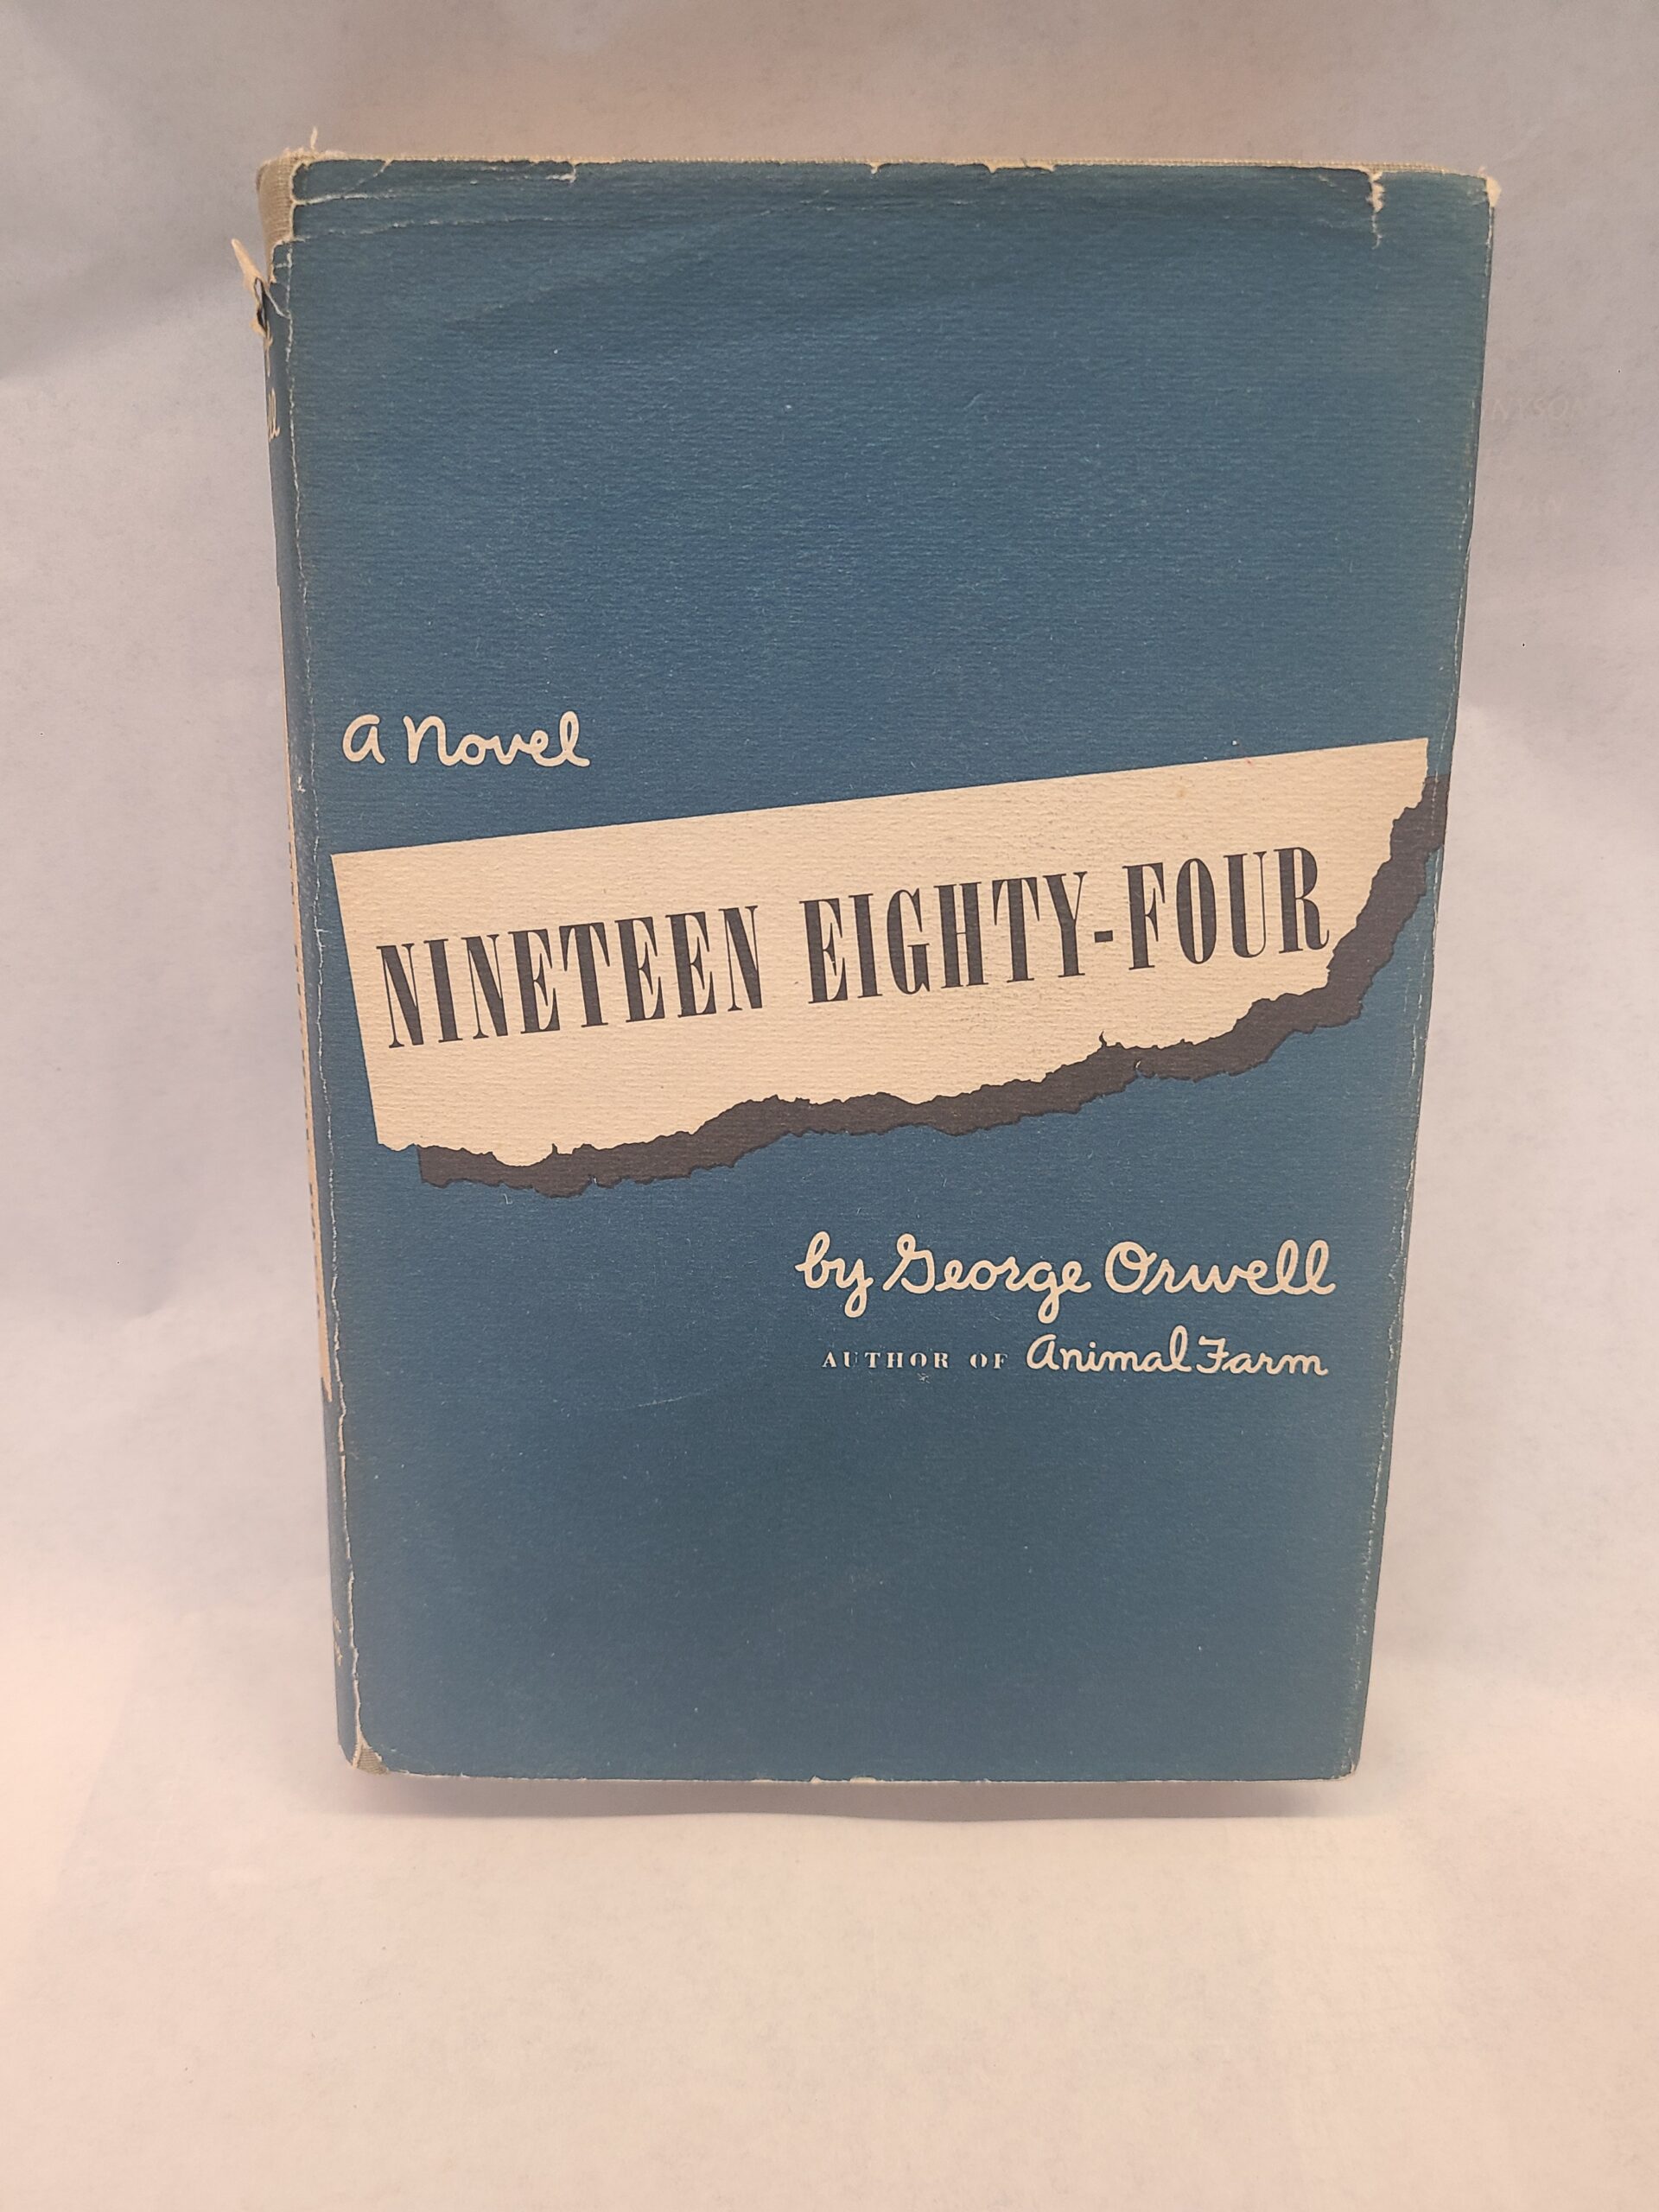 a Novel
NINETEEN EIGHTY-FOUR
by George Orwell
AUTHOR OF Animal Farm